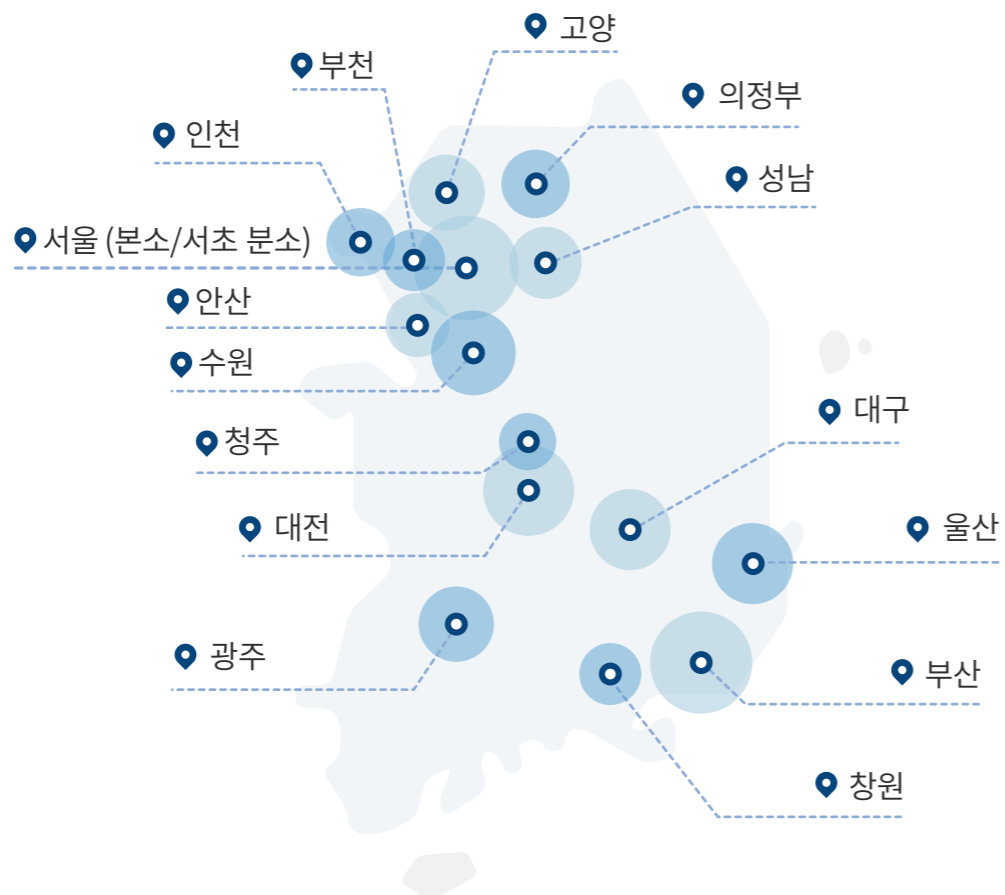 고양
부천
의정부
인천
성남
서울 (본소/서초 분소)
안산
수원
대구
청주
대전
울산
광주
부산
창원